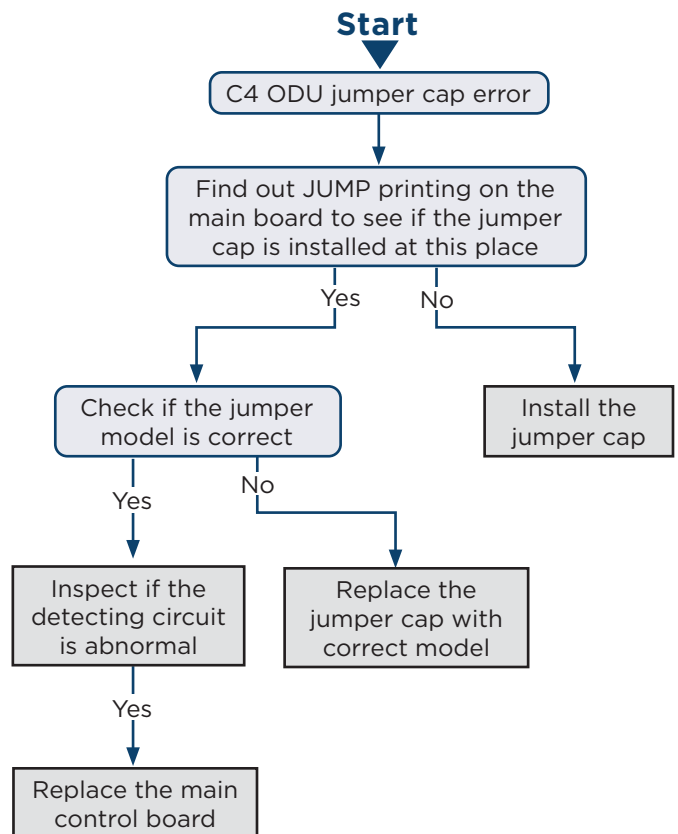 Start
C4 ODU jumper cap error
Find out JUMP printing on the
main board to see if the jumper
cap is installed at this place
Yes
No
Check if the jumper
model is correct
Install the
jumper cap
Yes
No
Inspect if the
detecting circuit
is abnormal
Replace the
jumper cap with
correct model
Yes
Replace the main
control board